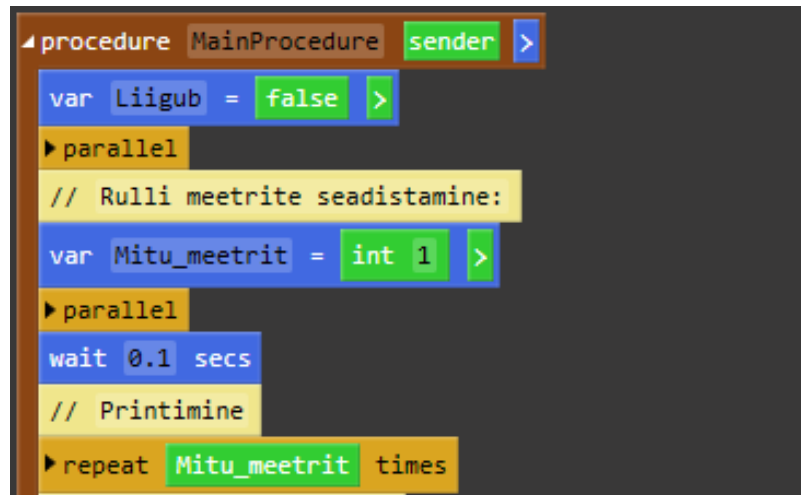 procedure MainProcedure sender >
var Liigub = false >
parallel
// Rulli meetrite seadistamine:
var Mitu_meetrit = int 1 >
parallel
wait 0.1 secs
// Printimine
repeat Mitu_meetrit times